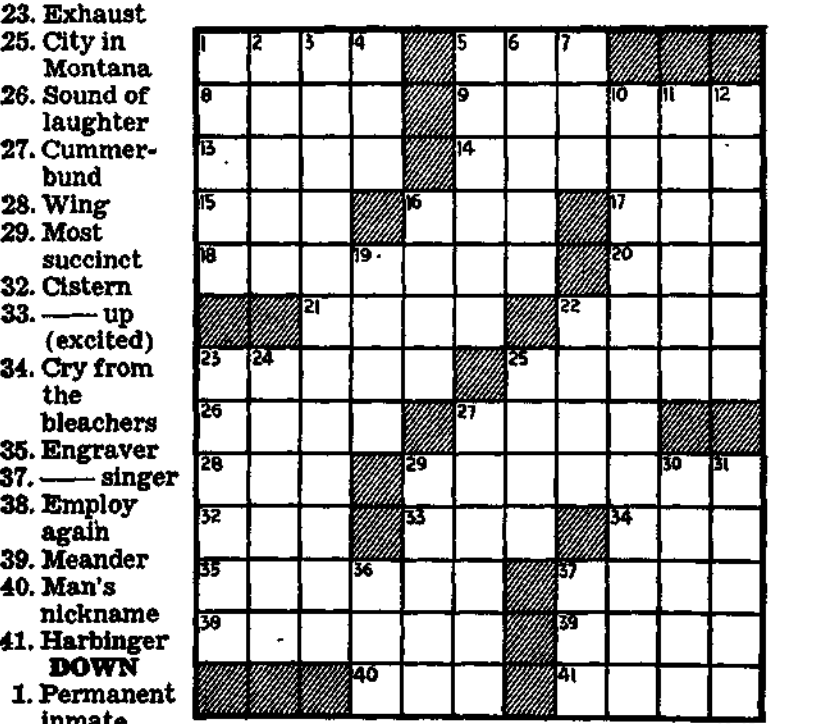 23. Exhaust
25. City in
Montana
26. Sound of
laughter
27. Cummer-
bund
28. Wing
29. Most
succinct
32. Cistern
33. —— up
(excited)
34. Cry from
the
bleachers
35. Engraver
37. —— singer
38. Employ
again
39. Meander
40. Man's
nickname
41. Harbinger
DOWN
1. Permanent
inmate
1 2 3 4 5 6 7
8 9 10 11 12
13 14
15 16 17
18 19 20
21 22
23 24 25
26 27
28 29 30 31
32 33 34
35 36 37
38 39
40 41